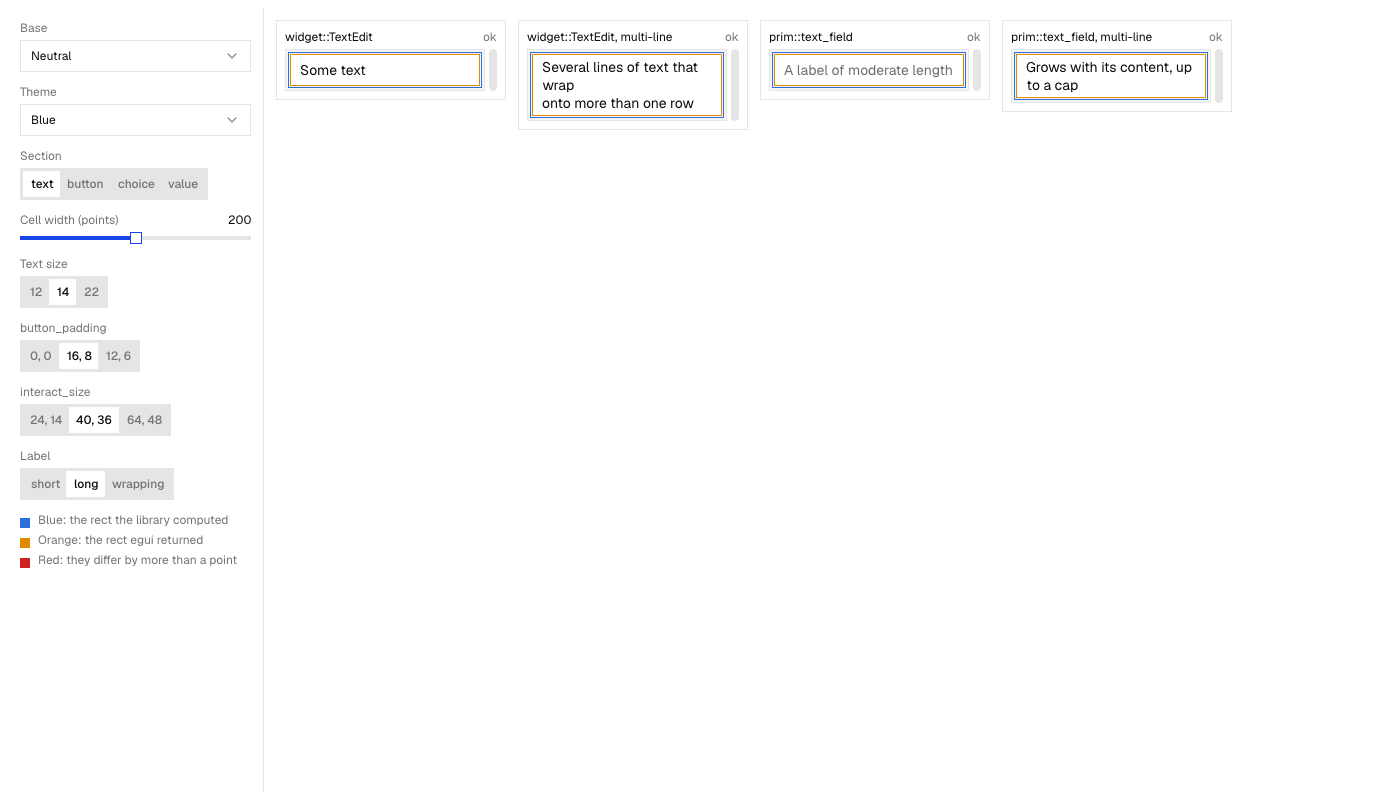 Base
Neutral
Theme
Blue
Section
text button choice value
Cell width (points) 200
Text size
12 14 22
button_padding
0, 0 16, 8 12, 6
interact_size
24, 14 40, 36 64, 48
Label
short long wrapping
Blue: the rect the library computed
Orange: the rect egui returned
Red: they differ by more than a point
widget::TextEdit ok
Some text
widget::TextEdit, multi-line ok
Several lines of text that
wrap
onto more than one row
prim::text_field ok
A label of moderate length
prim::text_field, multi-line ok
Grows with its content, up
to a cap